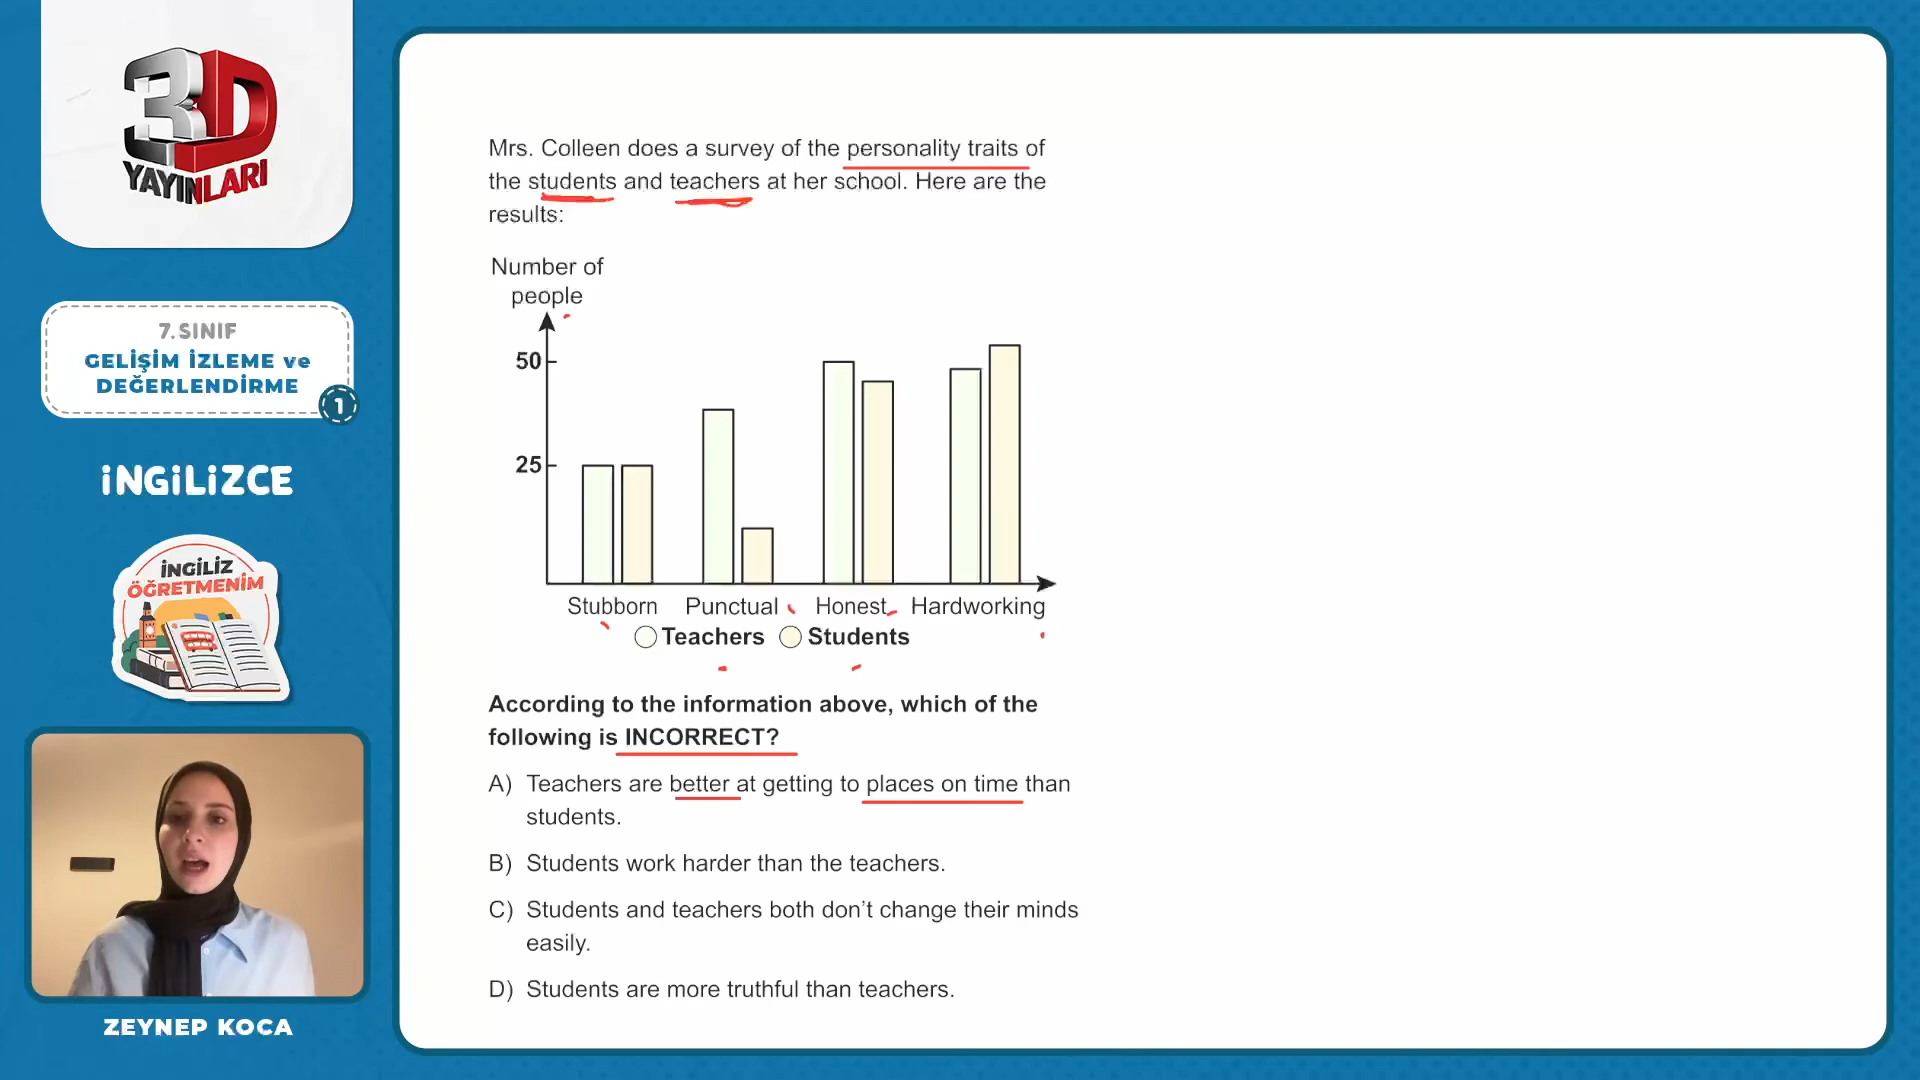 3D
YAYINLARI
7. SINIF
GELİŞİM İZLEME ve
DEĞERLENDİRME
1
İNGİLİZCE
İNGİLİZ
ÖĞRETMENİM
ZEYNEP KOCA
Mrs. Colleen does a survey of the personality traits of
the students and teachers at her school. Here are the
results:
Number of
people
50
25
Stubborn Punctual Honest Hardworking
Teachers Students
According to the information above, which of the
following is INCORRECT?
A) Teachers are better at getting to places on time than
students.
B) Students work harder than the teachers.
C) Students and teachers both don’t change their minds
easily.
D) Students are more truthful than teachers.